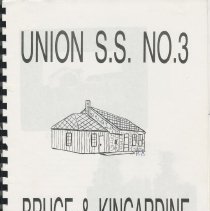 UNION S.S. NO.3
BRUCE & KINCARDINE